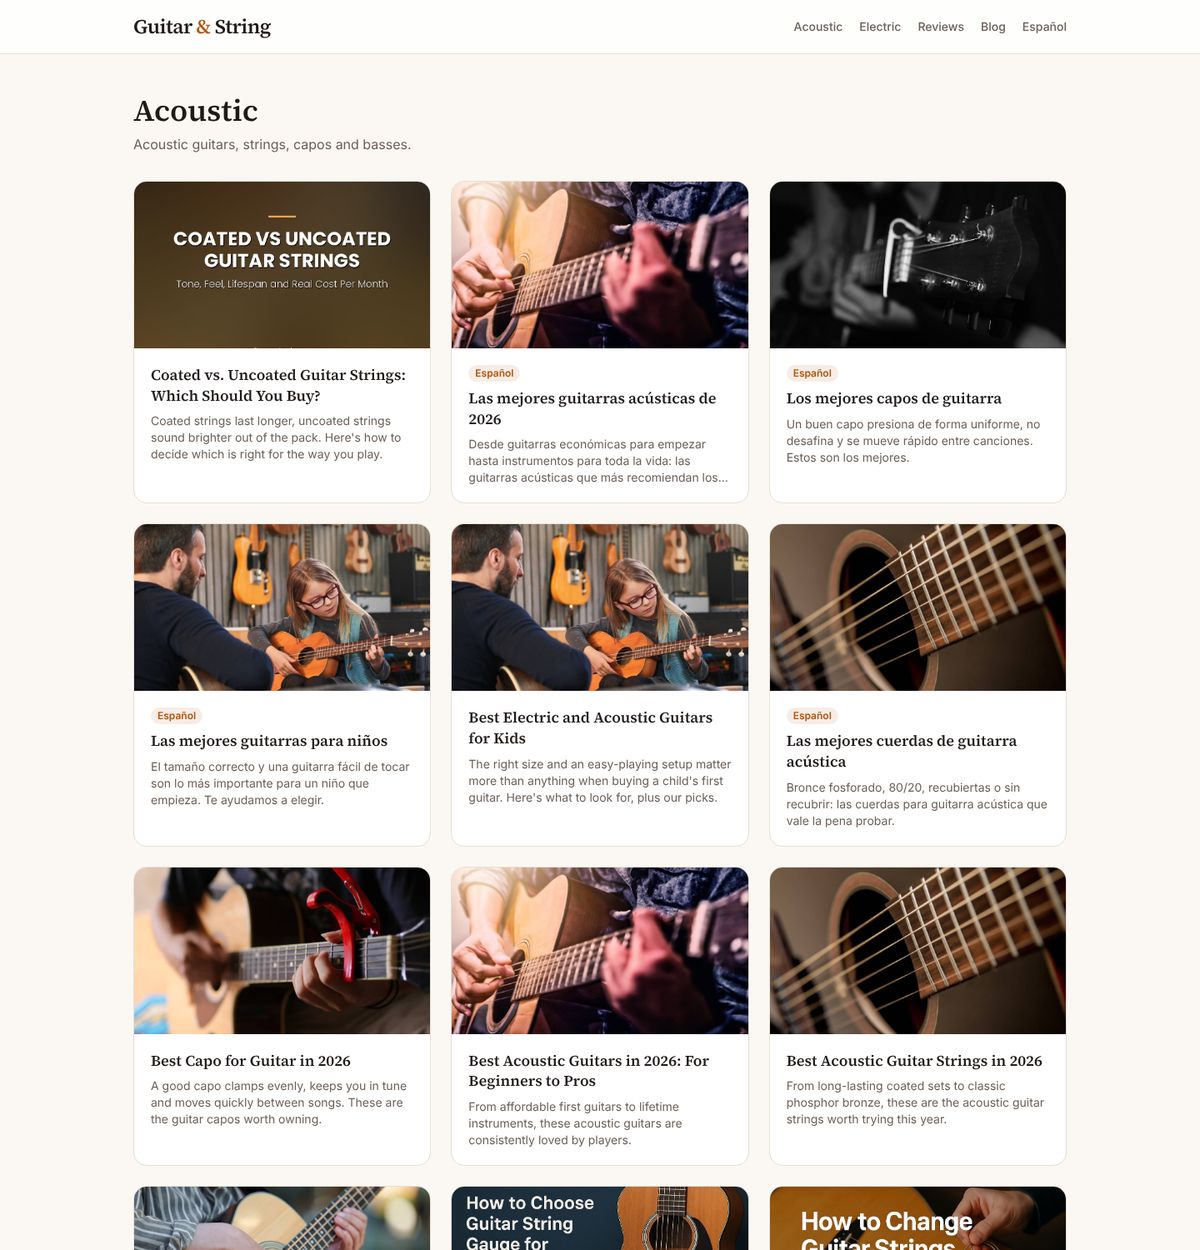 Guitar & String
Acoustic Electric Reviews Blog Español
Acoustic
Acoustic guitars, strings, capos and basses.
COATED VS UNCOATED
GUITAR STRINGS
Tone, Feel, Lifespan and Real Cost Per Month
Coated vs. Uncoated Guitar Strings:
Which Should You Buy?
Coated strings last longer, uncoated strings
sound brighter out of the pack. Here's how to
decide which is right for the way you play.
Español
Las mejores guitarras acústicas de
2026
Desde guitarras económicas para empezar
hasta instrumentos para toda la vida: las
guitarras acústicas que más recomiendan los...
Español
Los mejores capos de guitarra
Un buen capo presiona de forma uniforme, no
desafina y se mueve rápido entre canciones.
Estos son los mejores.
Español
Las mejores guitarras para niños
El tamaño correcto y una guitarra fácil de tocar
son lo más importante para un niño que
empieza. Te ayudamos a elegir.
Best Electric and Acoustic Guitars
for Kids
The right size and an easy-playing setup matter
more than anything when buying a child's first
guitar. Here's what to look for, plus our picks.
Español
Las mejores cuerdas de guitarra
acústica
Bronce fosforado, 80/20, recubiertas o sin
recubrir: las cuerdas para guitarra acústica que
vale la pena probar.
Best Capo for Guitar in 2026
A good capo clamps evenly, keeps you in tune
and moves quickly between songs. These are
the guitar capos worth owning.
Best Acoustic Guitars in 2026: For
Beginners to Pros
From affordable first guitars to lifetime
instruments, these acoustic guitars are
consistently loved by players.
Best Acoustic Guitar Strings in 2026
From long-lasting coated sets to classic
phosphor bronze, these are the acoustic guitar
strings worth trying this year.
How to Choose
Guitar String
Gauge for
How to Change
Guitar Strings